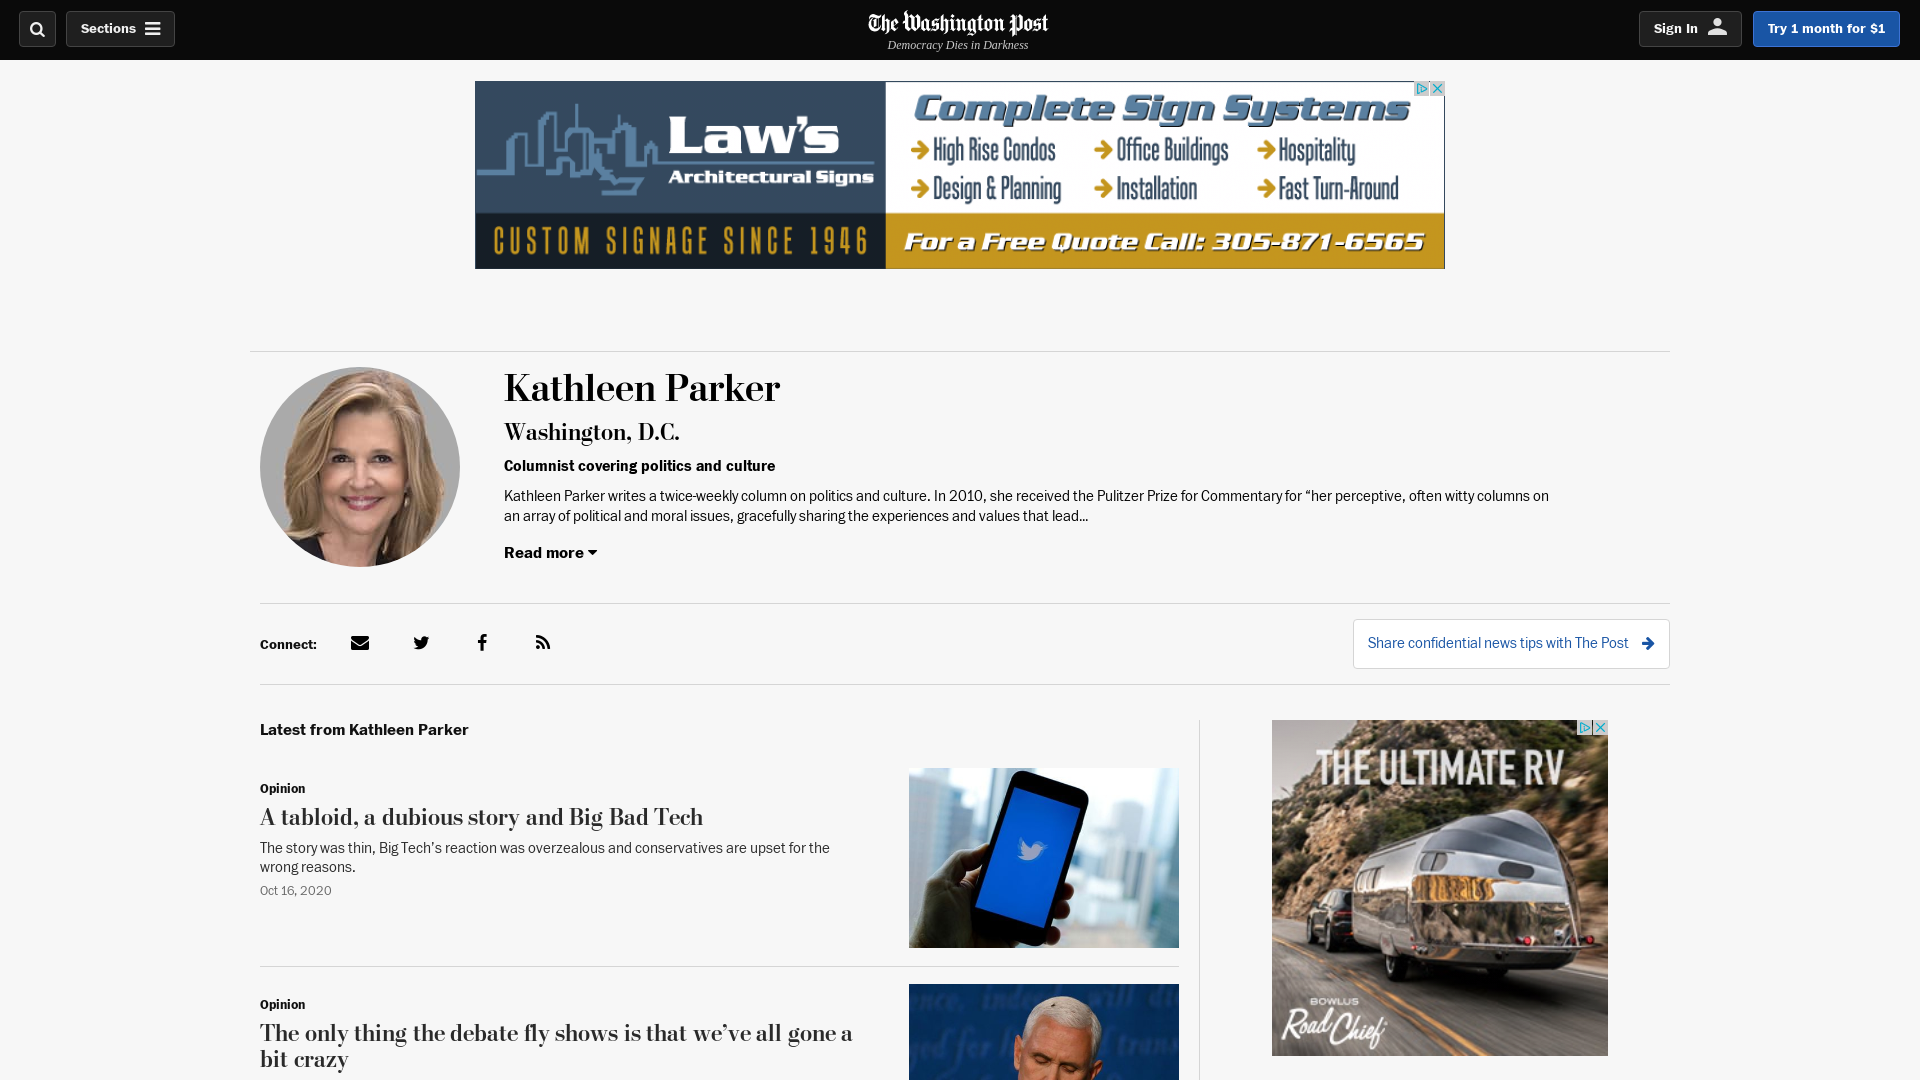 Sections
The Washington Post
Democracy Dies in Darkness
Sign In
Try 1 month for $1
Law's
Architectural Signs
CUSTOM SIGNAGE SINCE 1946
Complete Sign Systems
High Rise Condos
Office Buildings
Hospitality
Design & Planning
Installation
Fast Turn-Around
For a Free Quote Call: 305-871-6565
Kathleen Parker
Washington, D.C.
Columnist covering politics and culture
Kathleen Parker writes a twice-weekly column on politics and culture. In 2010, she received the Pulitzer Prize for Commentary for “her perceptive, often witty columns on
an array of political and moral issues, gracefully sharing the experiences and values that lead...
Read more
Connect:
Share confidential news tips with The Post
Latest from Kathleen Parker
Opinion
A tabloid, a dubious story and Big Bad Tech
The story was thin, Big Tech’s reaction was overzealous and conservatives are upset for the
wrong reasons.
Oct 16, 2020
THE ULTIMATE RV
BOWLUS
Road Chief
Opinion
The only thing the debate fly shows is that we’ve all gone a
bit crazy